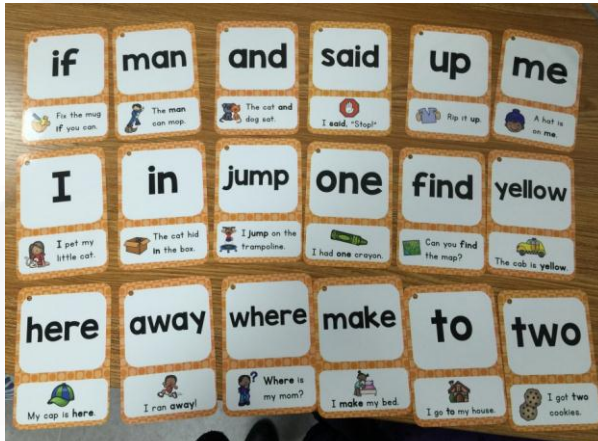 if
Fix the mug
if you can.
man
The man
can mop.
and
The cat and
dog sat.
said
I said, "Stop!"
up
Rip it up.
me
A hat is
on me.
I
I pet my
little cat.
in
The cat hid
in the box.
jump
I jump on the
trampoline.
one
I had one crayon.
find
Can you find
the map?
yellow
The cab is yellow.
here
My cap is here.
away
I ran away!
where
Where is
my mom?
make
I make my bed.
to
I go to my house.
two
I got two
cookies.